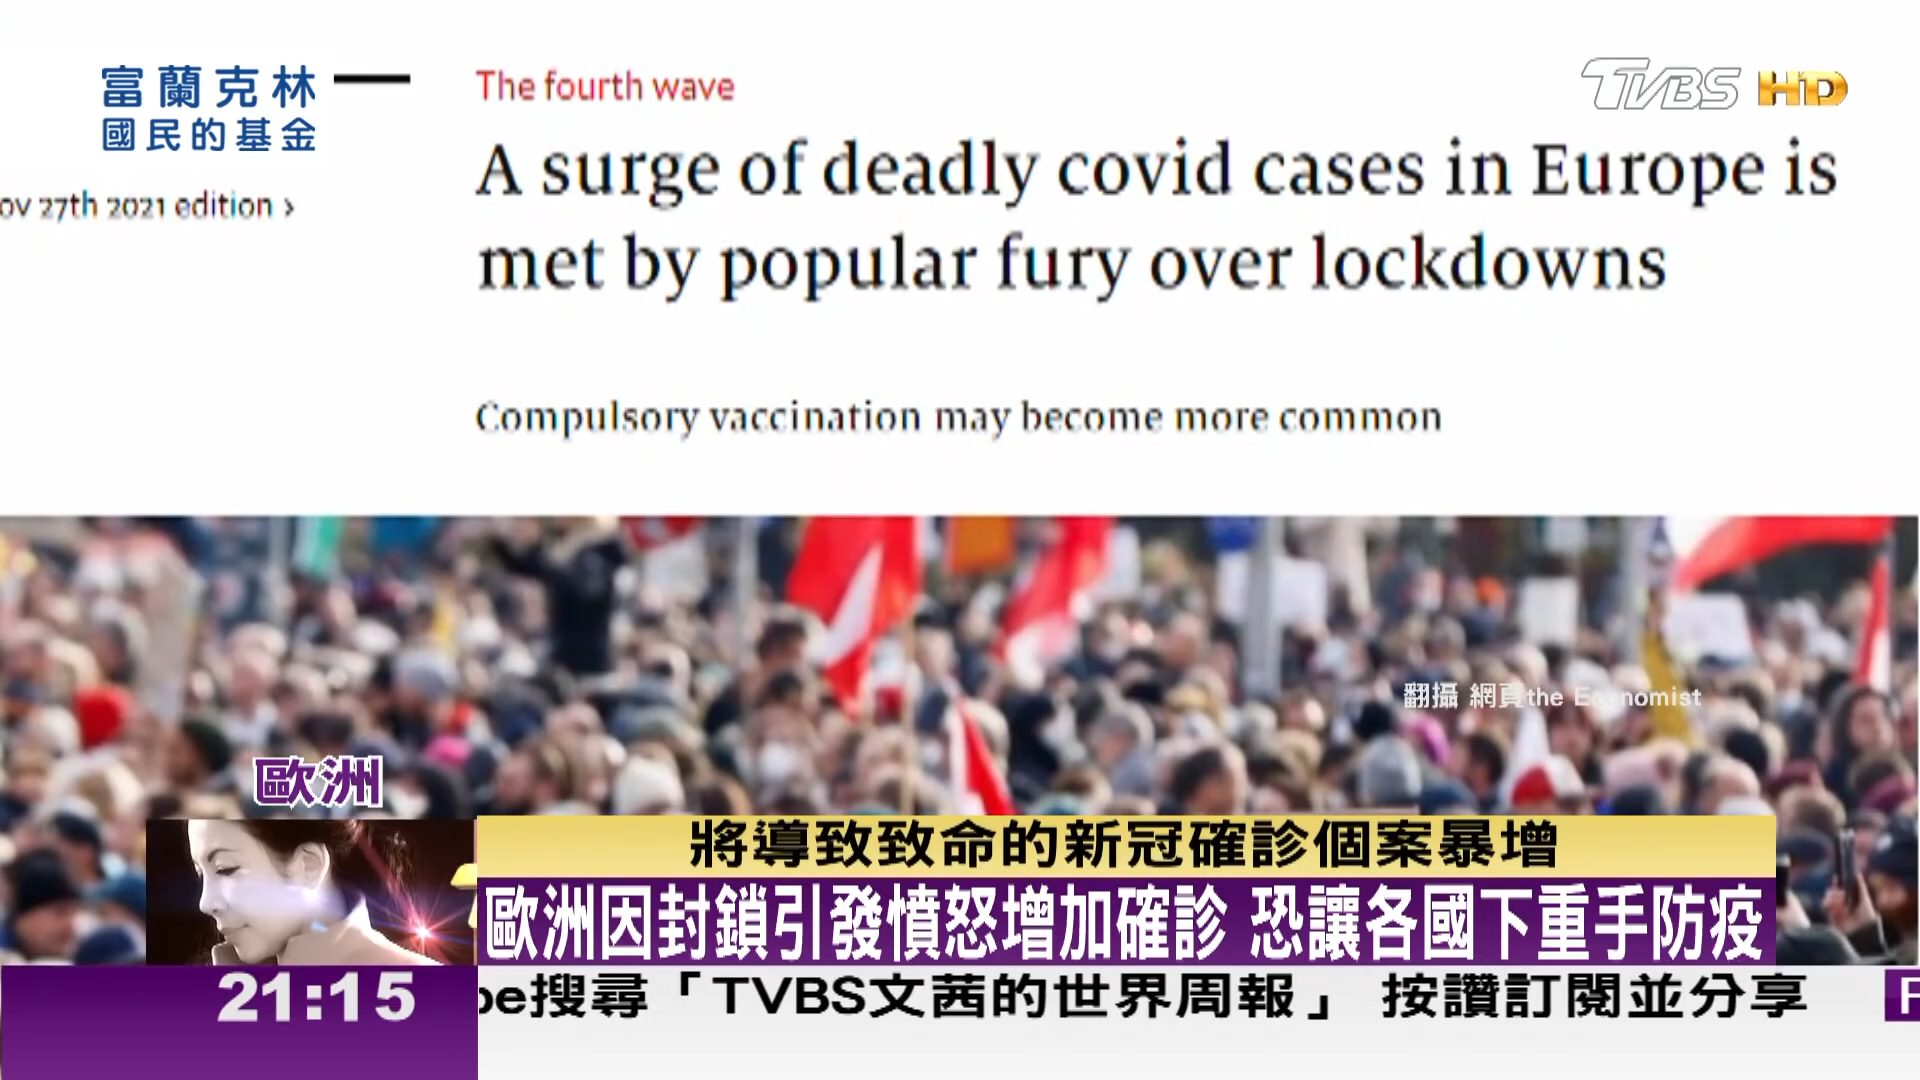 富蘭克林
國民的基金
The fourth wave
TVBS HD
A surge of deadly covid cases in Europe is
met by popular fury over lockdowns
ov 27th 2021 edition ›
Compulsory vaccination may become more common
翻攝 網頁the Economist
歐洲
將導致致命的新冠確診個案暴增
歐洲因封鎖引發憤怒增加確診 恐讓各國下重手防疫
21:15
be搜尋「TVBS文茜的世界周報」 按讚訂閱並分享
F